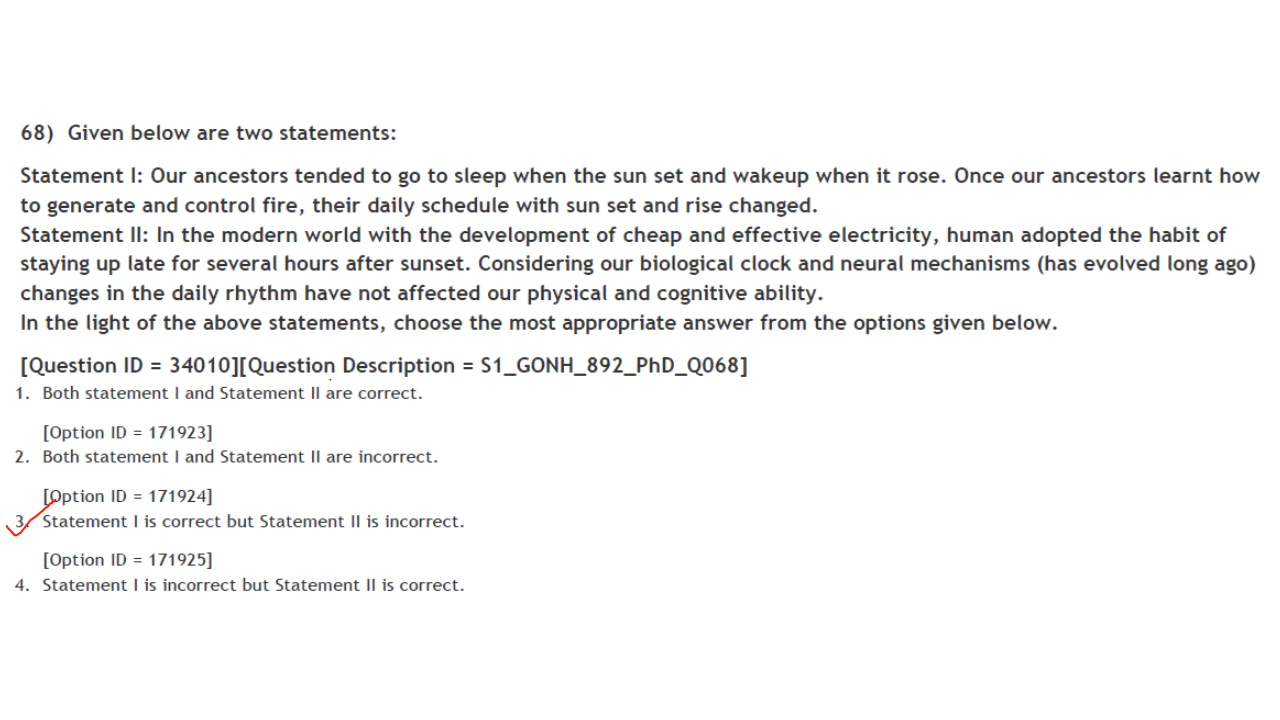 68) Given below are two statements:
Statement I: Our ancestors tended to go to sleep when the sun set and wakeup when it rose. Once our ancestors learnt how
to generate and control fire, their daily schedule with sun set and rise changed.
Statement II: In the modern world with the development of cheap and effective electricity, human adopted the habit of
staying up late for several hours after sunset. Considering our biological clock and neural mechanisms (has evolved long ago)
changes in the daily rhythm have not affected our physical and cognitive ability.
In the light of the above statements, choose the most appropriate answer from the options given below.
[Question ID = 34010][Question Description = S1_GONH_892_PhD_Q068]
1. Both statement I and Statement II are correct.
[Option ID = 171923]
2. Both statement I and Statement II are incorrect.
[Option ID = 171924]
3. Statement I is correct but Statement II is incorrect.
[Option ID = 171925]
4. Statement I is incorrect but Statement II is correct.